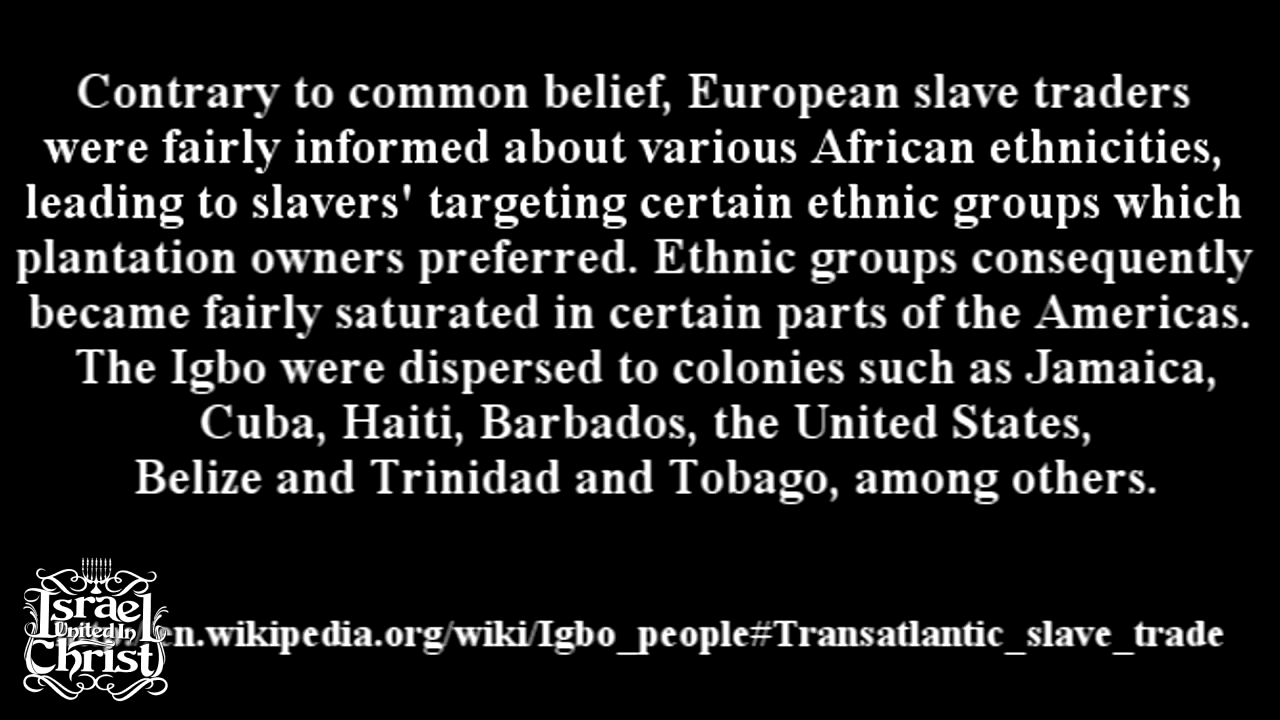 Contrary to common belief, European slave traders
were fairly informed about various African ethnicities,
leading to slavers' targeting certain ethnic groups which
plantation owners preferred. Ethnic groups consequently
became fairly saturated in certain parts of the Americas.
The Igbo were dispersed to colonies such as Jamaica,
Cuba, Haiti, Barbados, the United States,
Belize and Trinidad and Tobago, among others.
Israel
United In
Christ
en.wikipedia.org/wiki/Igbo_people#Transatlantic_slave_trade